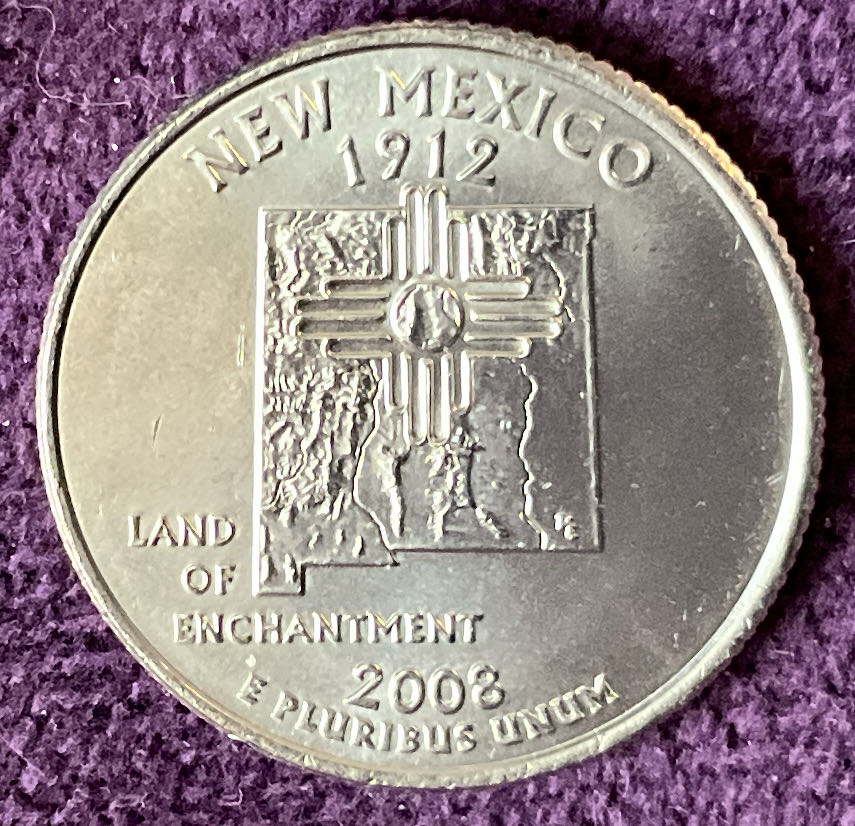 NEW MEXICO
1912
LAND
OF
ENCHANTMENT
2008
E PLURIBUS UNUM